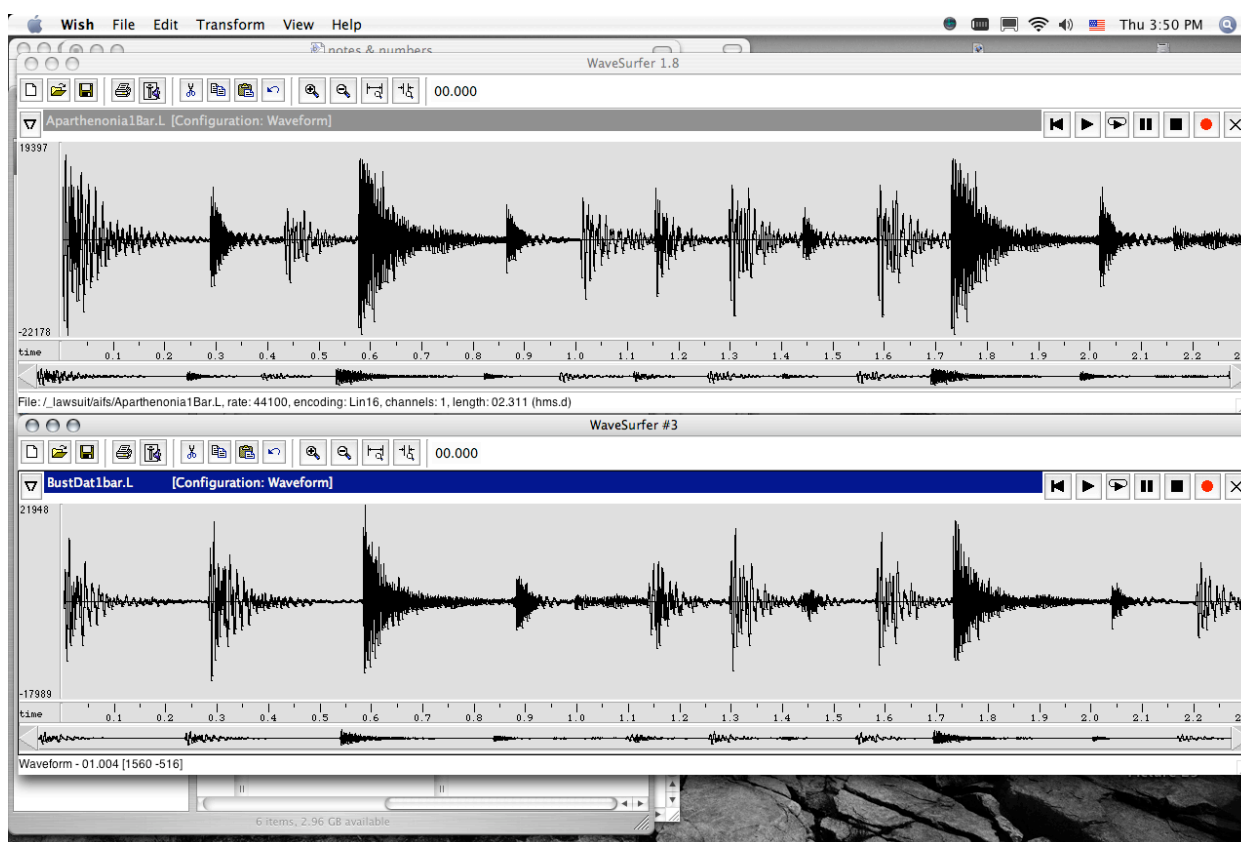 Wish File Edit Transform View Help Thu 3:50 PM
notes & numbers
WaveSurfer 1.8
00.000
Aparthenonia1Bar.L [Configuration: Waveform]
19397
-22178
time 0.1 0.2 0.3 0.4 0.5 0.6 0.7 0.8 0.9 1.0 1.1 1.2 1.3 1.4 1.5 1.6 1.7 1.8 1.9 2.0 2.1 2.2 2
File: /_lawsuit/aifs/Aparthenonia1Bar.L, rate: 44100, encoding: Lin16, channels: 1, length: 02.311 (hms.d)
WaveSurfer #3
00.000
BustDat1bar.L [Configuration: Waveform]
21948
-17989
time 0.1 0.2 0.3 0.4 0.5 0.6 0.7 0.8 0.9 1.0 1.1 1.2 1.3 1.4 1.5 1.6 1.7 1.8 1.9 2.0 2.1 2.2 2
Waveform - 01.004 [1560 -516]
6 items, 2.96 GB available